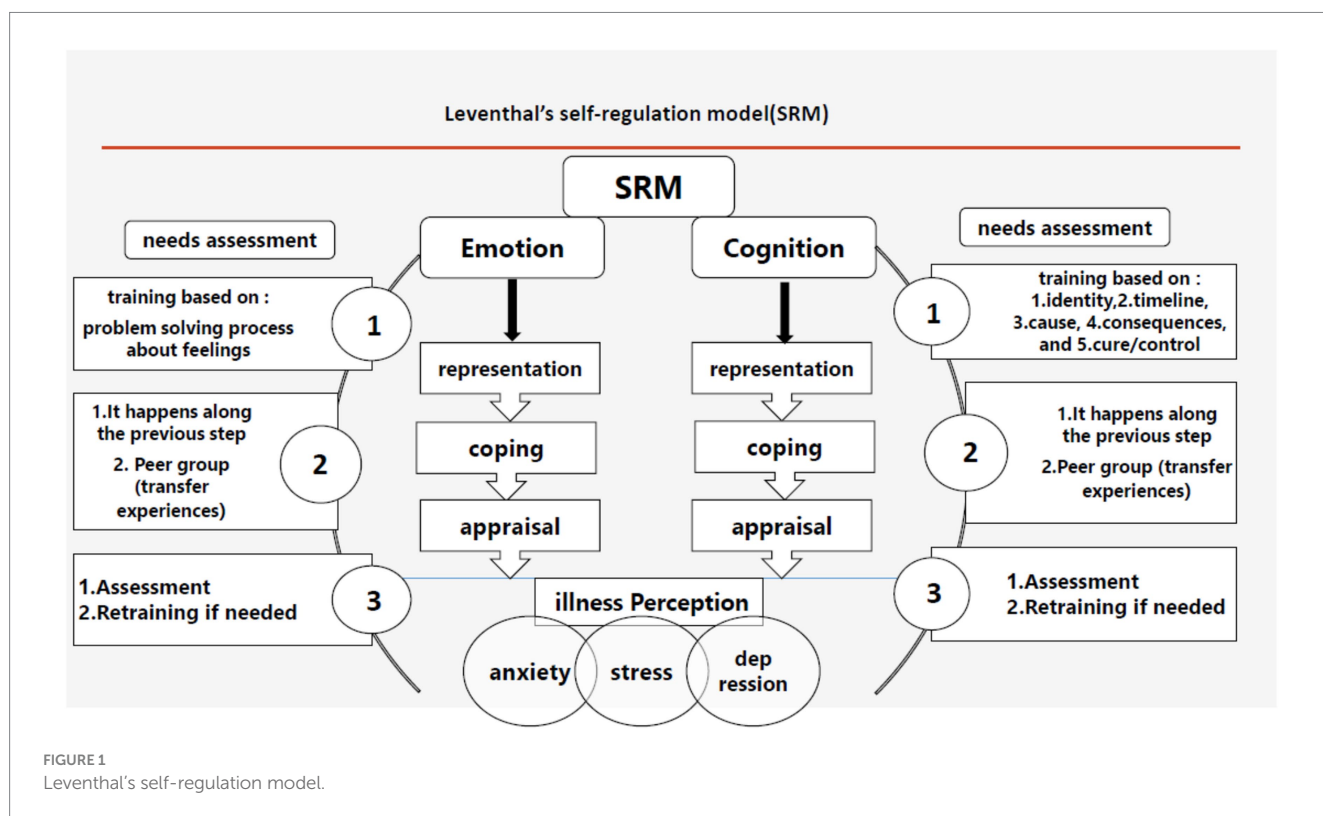 Leventhal's self-regulation model(SRM)
SRM
needs assessment
Emotion
Cognition
needs assessment
training based on :
problem solving process
about feelings
1
training based on :
1.identity,2.timeline,
3.cause, 4.consequences,
and 5.cure/control
1
representation
representation
1.It happens along
the previous step
2. Peer group
(transfer
experiences)
2
coping
coping
1.It happens along
the previous step
2.Peer group (transfer
experiences)
2
appraisal
appraisal
1.Assessment
2.Retraining if needed
3
1.Assessment
2.Retraining if needed
3
illness Perception
anxiety
stress
dep
ression
FIGURE 1
Leventhal's self-regulation model.